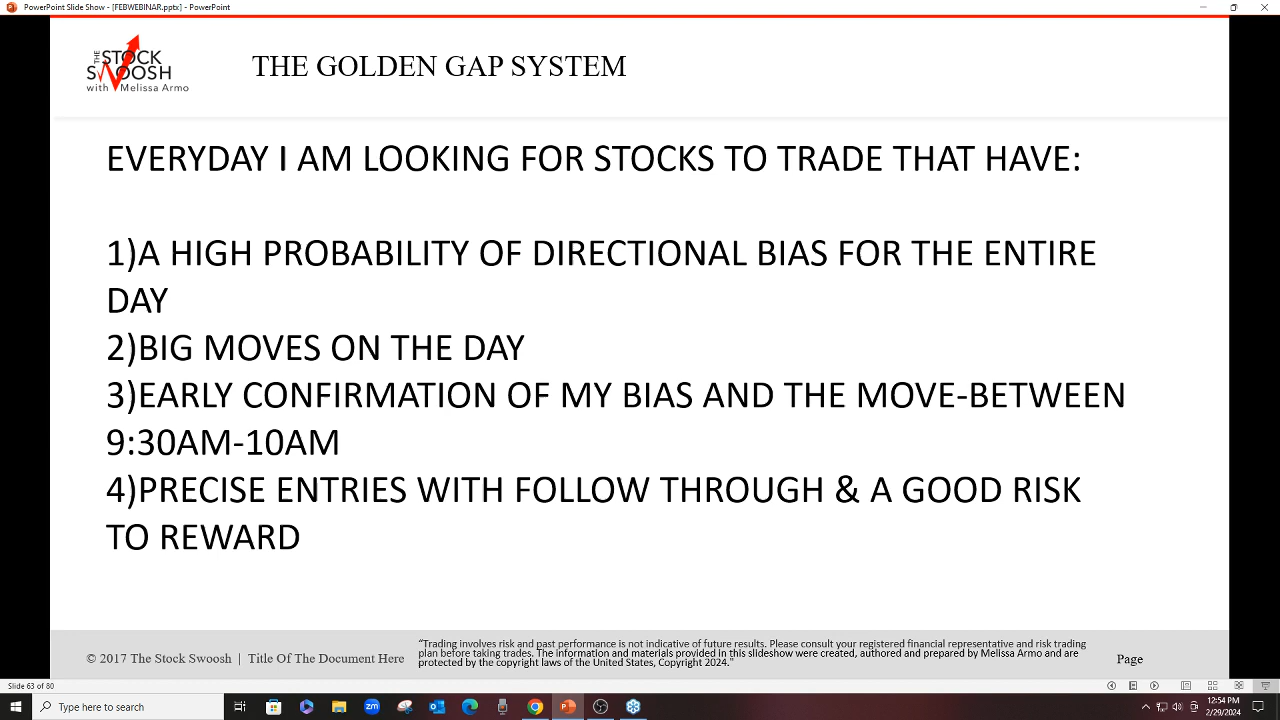 PowerPoint Slide Show - [FEBWEBINAR.pptx] - PowerPoint
THE STOCK
SWOOSH
with Melissa Armo
THE GOLDEN GAP SYSTEM
EVERYDAY I AM LOOKING FOR STOCKS TO TRADE THAT HAVE:
1)A HIGH PROBABILITY OF DIRECTIONAL BIAS FOR THE ENTIRE
DAY
2)BIG MOVES ON THE DAY
3)EARLY CONFIRMATION OF MY BIAS AND THE MOVE-BETWEEN
9:30AM-10AM
4)PRECISE ENTRIES WITH FOLLOW THROUGH & A GOOD RISK
TO REWARD
© 2017 The Stock Swoosh | Title Of The Document Here
"Trading involves risk and past performance is not indicative of future results. Please consult your registered financial representative and risk trading
plan before taking trades. The information and materials provided in this slideshow were created, authored and prepared by Melissa Armo and are
protected by the copyright laws of the United States, Copyright 2024."
Page
Slide 63 of 80
Type here to search
zm
12:54 PM
2/29/2024